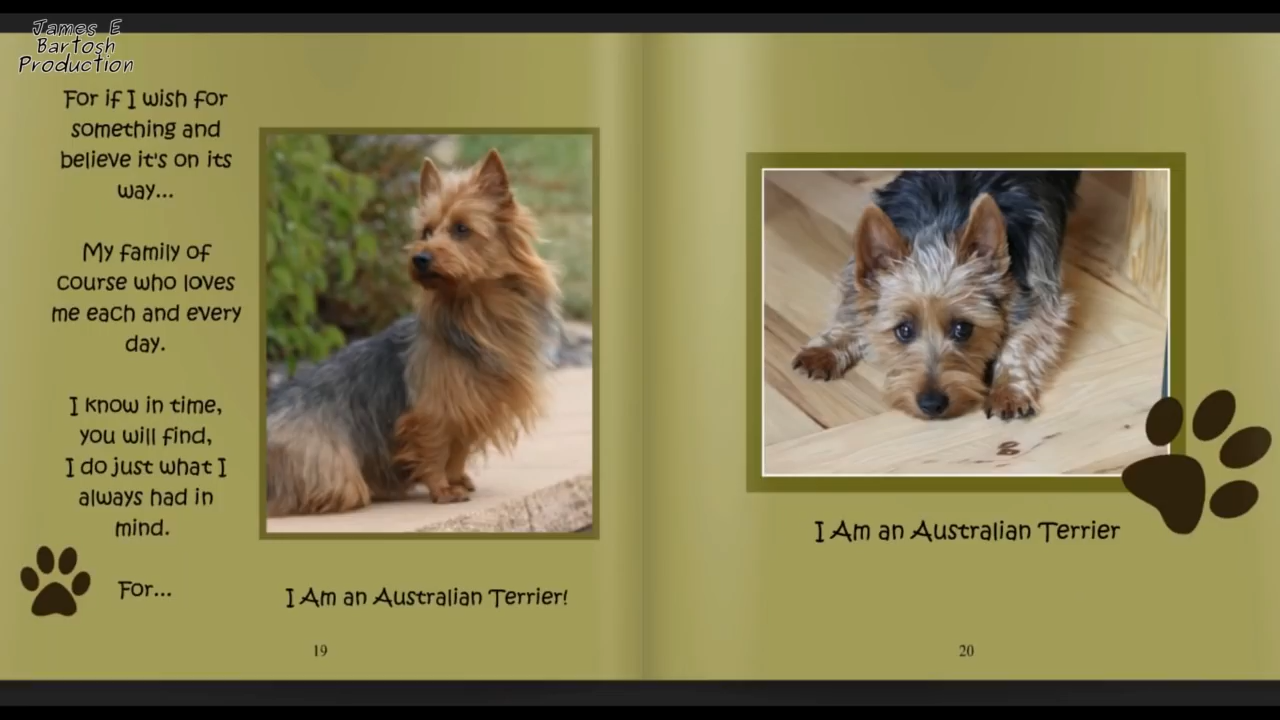 James E
Bartosh
Production
For if I wish for
something and
believe it's on its
way...
My family of
course who loves
me each and every
day.
I know in time,
you will find,
I do just what I
always had in
mind.
For...
I Am an Australian Terrier!
19
I Am an Australian Terrier
20